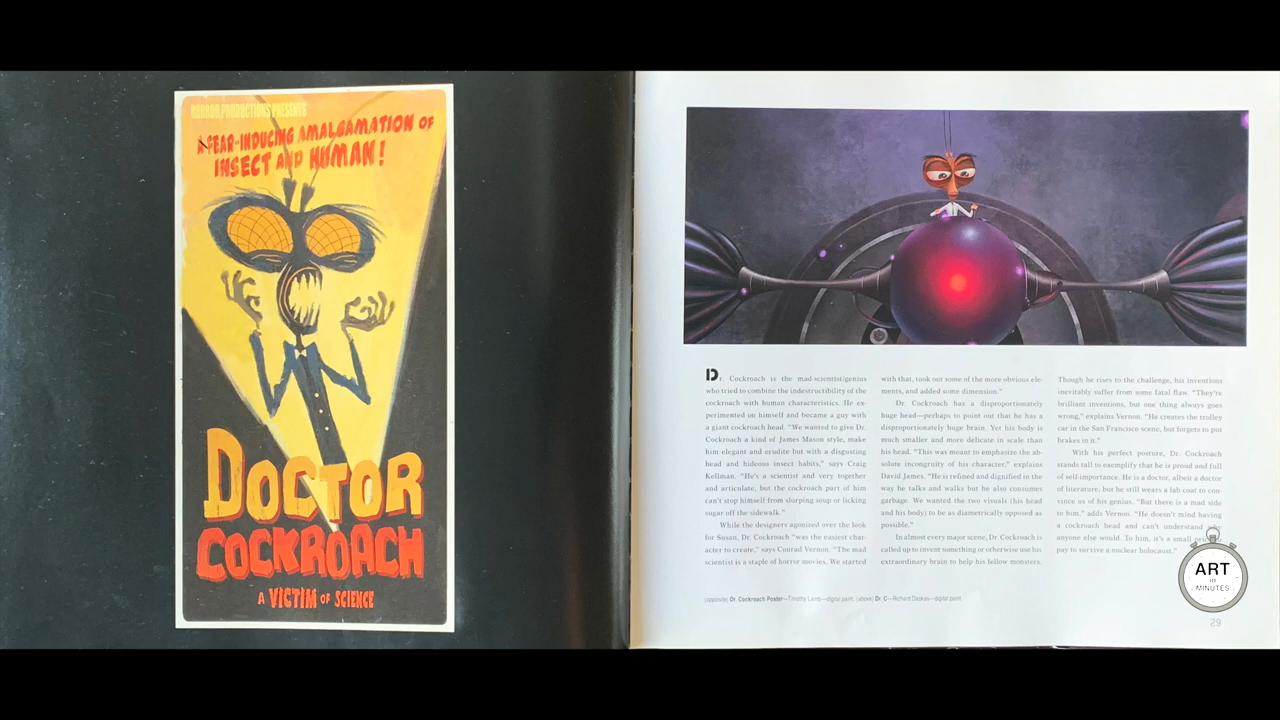 HORROR PRODUCTIONS PRESENTS
A FEAR-INDUCING AMALGAMATION OF
INSECT AND HUMAN!
DOCTOR
COCKROACH
A VICTIM OF SCIENCE
Dr. Cockroach is the mad-scientist/genius
who tried to combine the indestructibility of the
cockroach with human characteristics. He ex-
perimented on himself and became a guy with
a giant cockroach head. “We wanted to give Dr.
Cockroach a kind of James Mason style, make
him elegant and erudite but with a disgusting
head and hideous insect habits,” says Craig
Kellman. “He’s a scientist and very together
and articulate, but the cockroach part of him
can’t stop himself from slurping soup or licking
sugar off the sidewalk.”
While the designers agonized over the look
for Susan, Dr. Cockroach “was the easiest char-
acter to create,” says Conrad Vernon. “The mad
scientist is a staple of horror movies. We started
with that, took out some of the more obvious ele-
ments, and added some dimension.”
Dr. Cockroach has a disproportionately
huge head—perhaps to point out that he has a
disproportionately huge brain. Yet his body is
much smaller and more delicate in scale than
his head. “This was meant to emphasize the ab-
solute incongruity of his character,” explains
David James. “He is refined and dignified in the
way he talks and walks but he also consumes
garbage. We wanted the two visuals (his head
and his body) to be as diametrically opposed as
possible.”
In almost every major scene, Dr. Cockroach is
called up to invent something or otherwise use his
extraordinary brain to help his fellow monsters.
Though he rises to the challenge, his inventions
inevitably suffer from some fatal flaw. “They’re
brilliant inventions, but one thing always goes
wrong,” explains Vernon. “He creates the trolley
car in the San Francisco scene, but forgets to put
brakes in it.”
With his perfect posture, Dr. Cockroach
stands tall to exemplify that he is proud and full
of self-importance. He is a doctor, albeit a doctor
of literature, but he still wears a lab coat to con-
vince us of his genius. “But there is a mad side
to him,” adds Vernon. “He doesn’t mind having
a cockroach head and can’t understand why
anyone else would. To him, it’s a small price to
pay to survive a nuclear holocaust.”
(opposite) Dr. Cockroach Poster—Timothy Lamb—digital paint. (above) Dr. C—Richard Daskas—digital paint.
ART
in
MINUTES
29